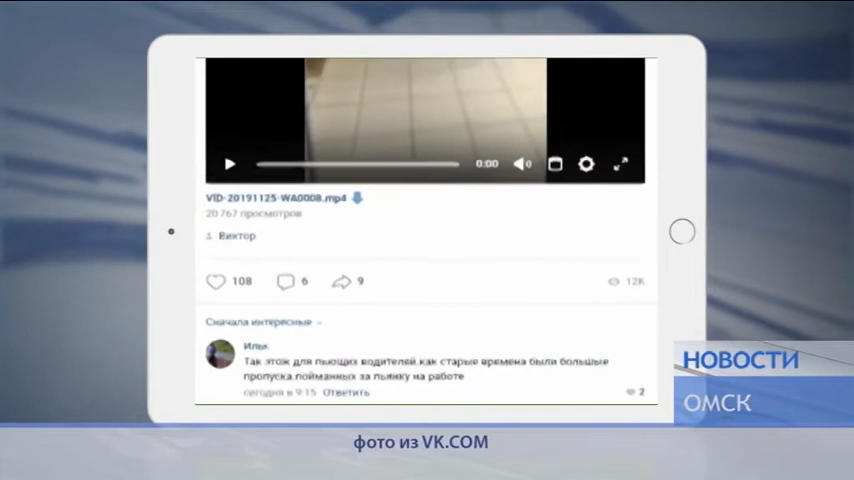 0:00
VID-20191125-WA0008.mp4
20 767 просмотров
Виктор
108
6
9
12K
Сначала интересные
Илья
Так этож для пьющих водителей.как старые времена были большые
пропуска.пойманных за пьянку на работе
сегодня в 9:15 Ответить
2
НОВОСТИ
ОМСК
фото из VK.COM